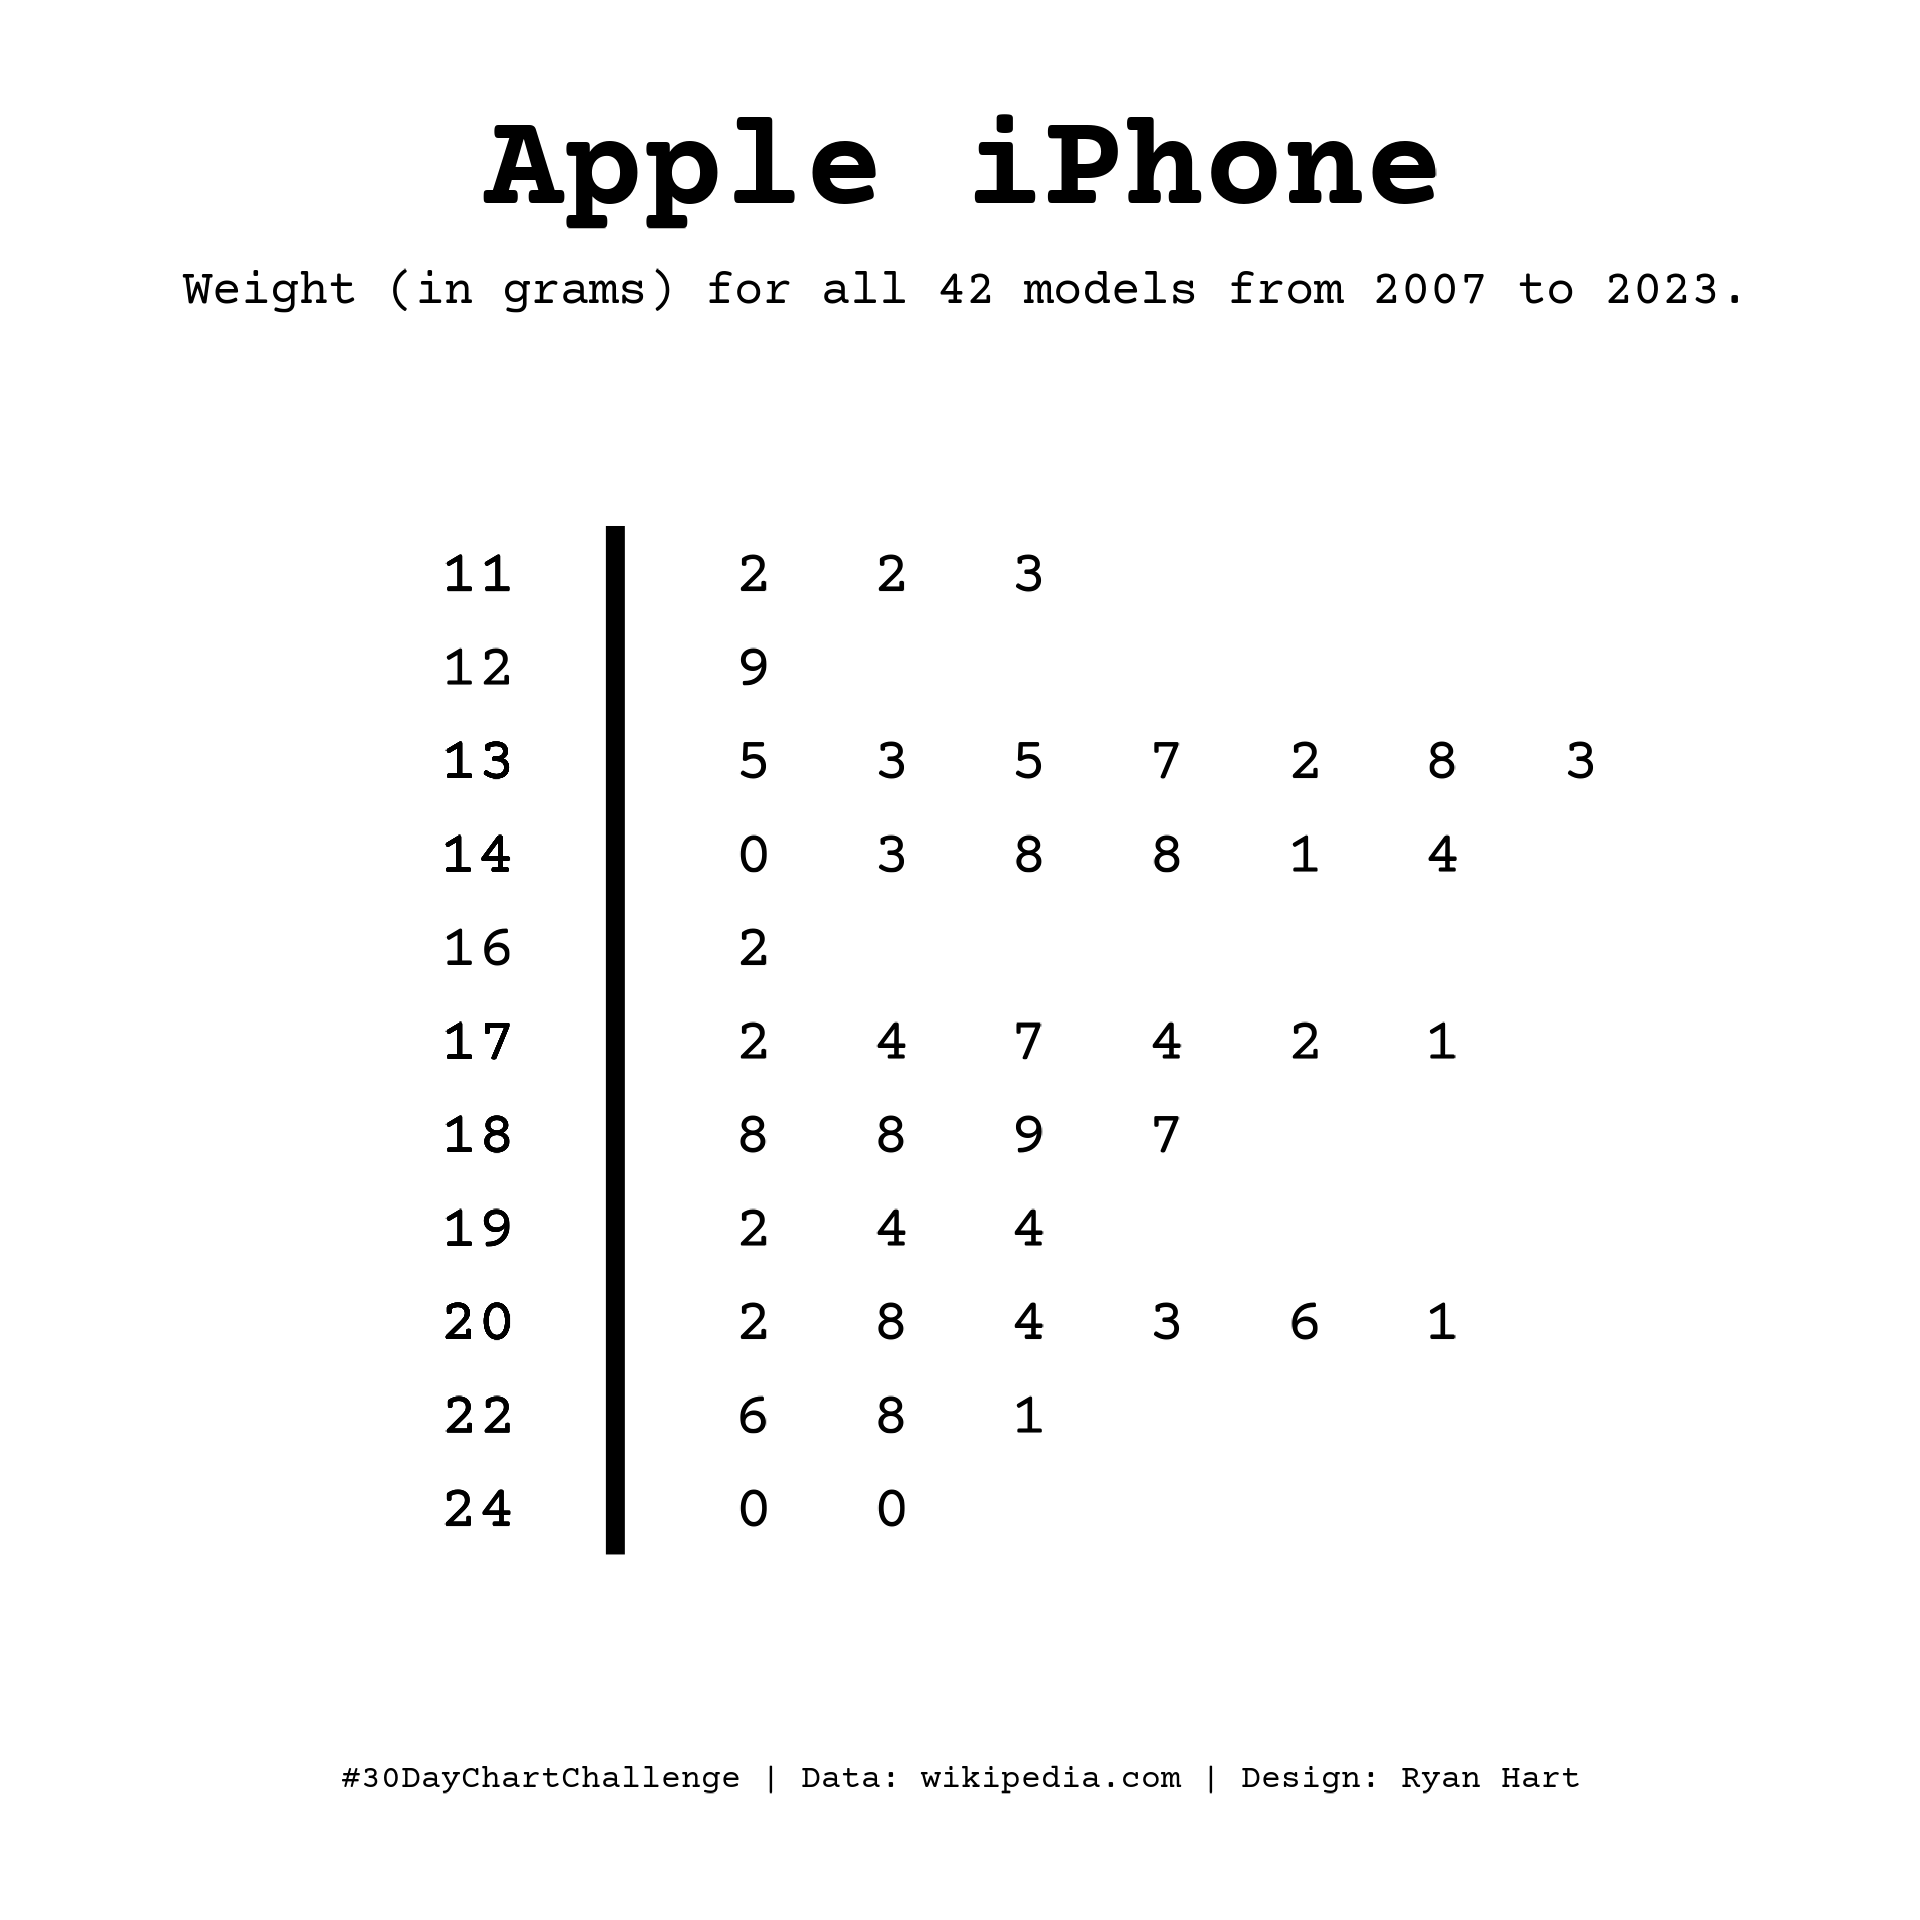 Apple iPhone
Weight (in grams) for all 42 models from 2007 to 2023.
11 2 2 3
12 9
13 5 3 5 7 2 8 3
14 0 3 8 8 1 4
16 2
17 2 4 7 4 2 1
18 8 8 9 7
19 2 4 4
20 2 8 4 3 6 1
22 6 8 1
24 0 0
#30DayChartChallenge | Data: wikipedia.com | Design: Ryan Hart